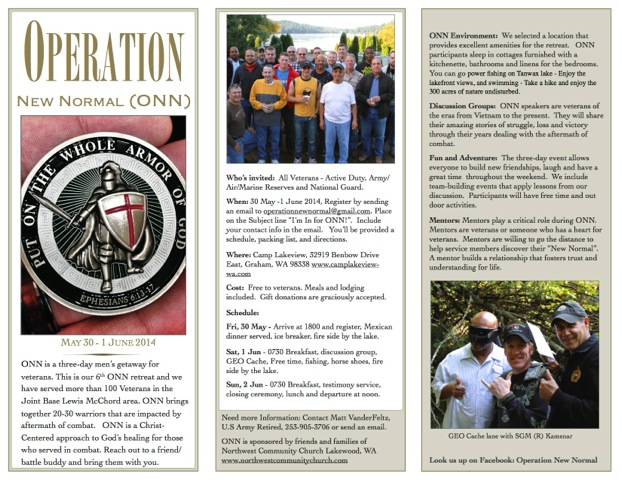 OPERATION
NEW NORMAL (ONN)
PUT ON THE WHOLE ARMOR OF GOD
EPHESIANS 6:13-17
MAY 30 - 1 JUNE 2014
ONN is a three-day men's getaway for
veterans. This is our 6th ONN retreat and we
have served more than 100 Veterans in the
Joint Base Lewis McChord area. ONN brings
together 20-30 warriors that are impacted by
aftermath of combat. ONN is a Christ-
Centered approach to God's healing for those
who served in combat. Reach out to a friend/
battle buddy and bring them with you.
Who's invited: All Veterans - Active Duty, Army/
Air/Marine Reserves and National Guard.
When: 30 May -1 June 2014, Register by sending
an email to operationnewnormal@gmail.com. Place
on the Subject line "I'm In for ONN!". Include
your contact info in the email. You'll be provided a
schedule, packing list, and directions.
Where: Camp Lakeview, 32919 Benbow Drive
East, Graham, WA 98338 www.camplakeview-
wa.com
Cost: Free to veterans. Meals and lodging
included. Gift donations are graciously accepted.
Schedule:
Fri, 30 May - Arrive at 1800 and register, Mexican
dinner served, ice breaker, fire side by the lake.
Sat, 1 Jun - 0730 Breakfast, discussion group,
GEO Cache, Free time, fishing, horse shoes, fire
side by the lake.
Sun, 2 Jun - 0730 Breakfast, testimony service,
closing ceremony, lunch and departure at noon.
Need more Information: Contact Matt VanderFeltz,
U.S Army Retired, 253-905-3706 or send an email.
ONN is sponsored by friends and families of
Northwest Community Church Lakewood, WA
www.northwestcommunitychurch.com
ONN Environment: We selected a location that
provides excellent amenities for the retreat. ONN
participants sleep in cottages furnished with a
kitchenette, bathrooms and linens for the bedrooms.
You can go power fishing on Tanwax lake - Enjoy the
lakefront views, and swimming - Take a hike and enjoy the
300 acres of nature undisturbed.
Discussion Groups: ONN speakers are veterans of
the eras from Vietnam to the present. They will share
their amazing stories of struggle, loss and victory
through their years dealing with the aftermath of
combat.
Fun and Adventure: The three-day event allows
everyone to build new friendships, laugh and have a
great time throughout the weekend. We include
team-building events that apply lessons from our
discussion. Participants will have free time and out
door activities.
Mentors: Mentors play a critical role during ONN.
Mentors are veterans or someone who has a heart for
veterans. Mentors are willing to go the distance to
help service members discover their "New Normal".
A mentor builds a relationship that fosters trust and
understanding for life.
GEO Cache lane with SGM (R) Kamenar
Look us up on Facebook: Operation New Normal